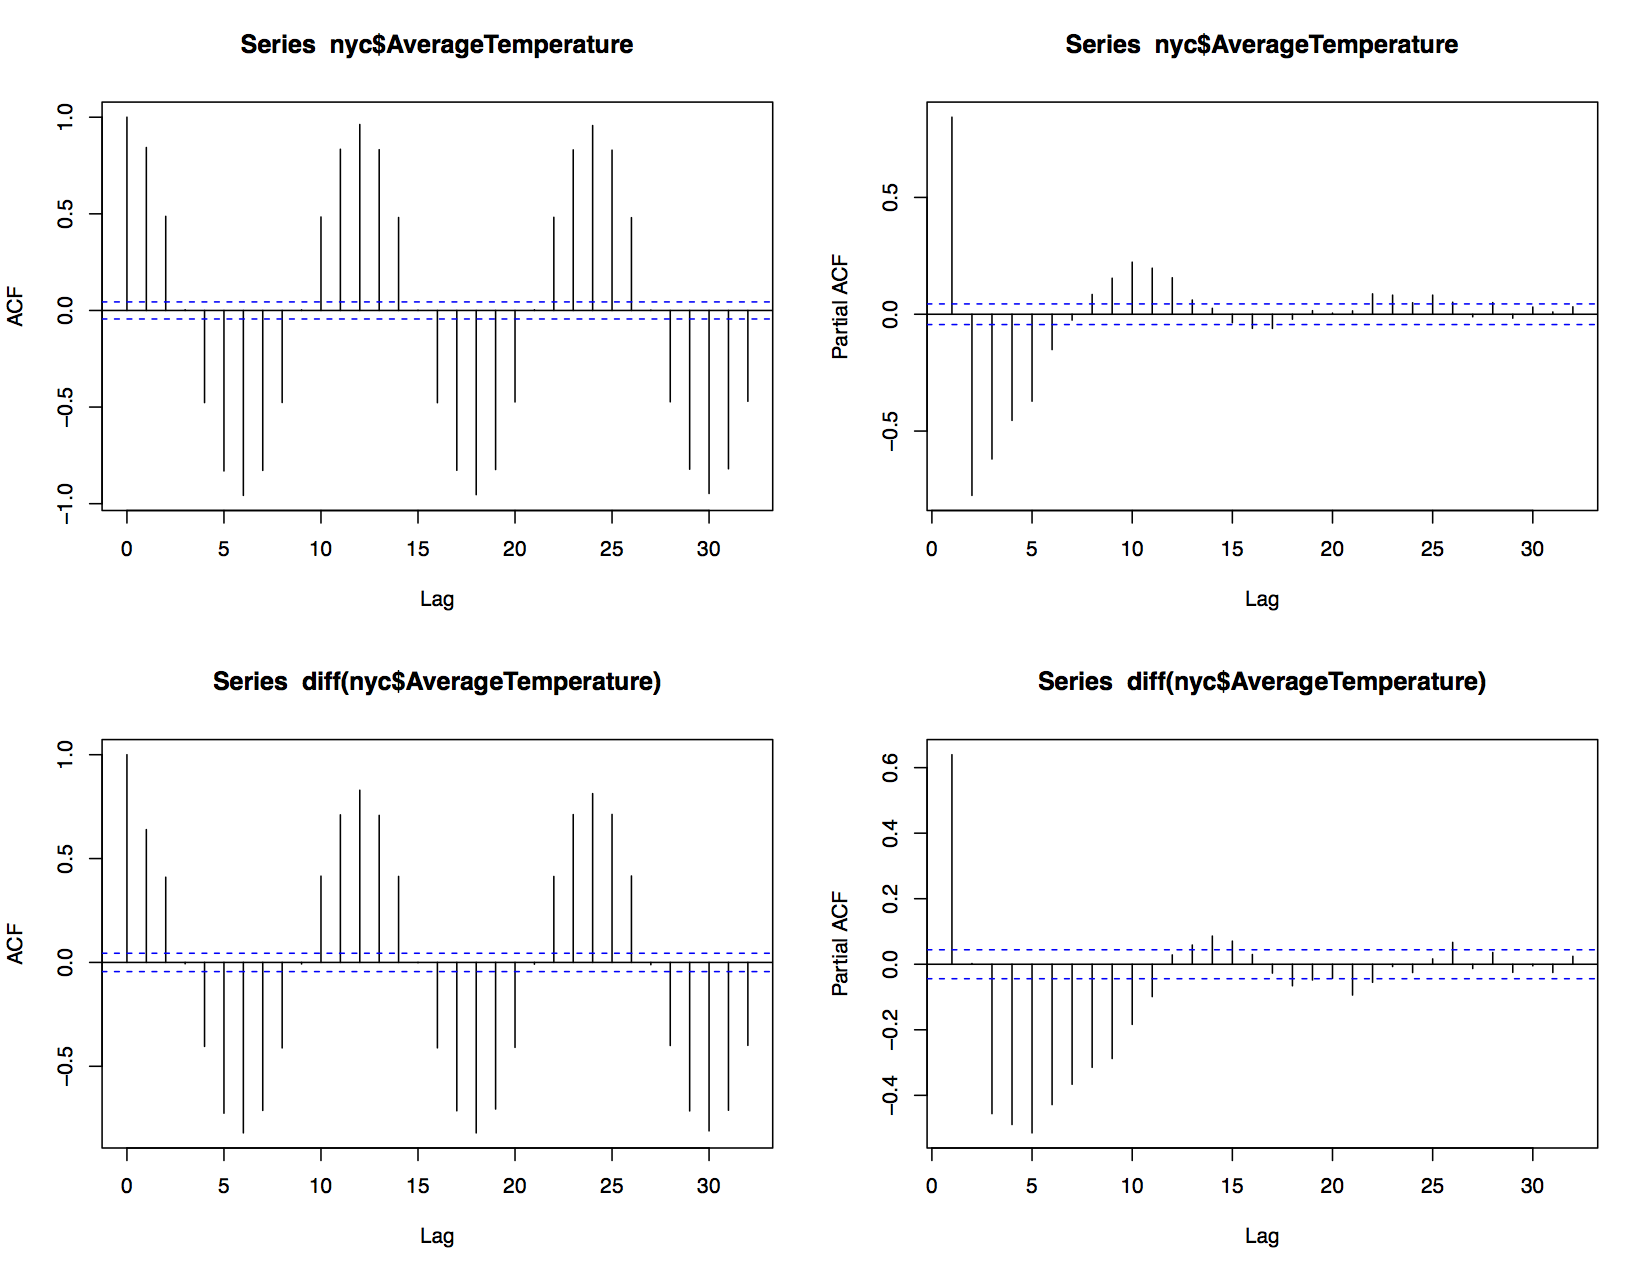 Series  nyc$AverageTemperature
ACF
1.0
0.5
0.0
−0.5
−1.0
0 5 10 15 20 25 30
Lag
Series  nyc$AverageTemperature
Partial ACF
0.5
0.0
−0.5
0 5 10 15 20 25 30
Lag
Series  diff(nyc$AverageTemperature)
ACF
1.0
0.5
0.0
−0.5
0 5 10 15 20 25 30
Lag
Series  diff(nyc$AverageTemperature)
Partial ACF
0.6
0.4
0.2
0.0
−0.2
−0.4
0 5 10 15 20 25 30
Lag